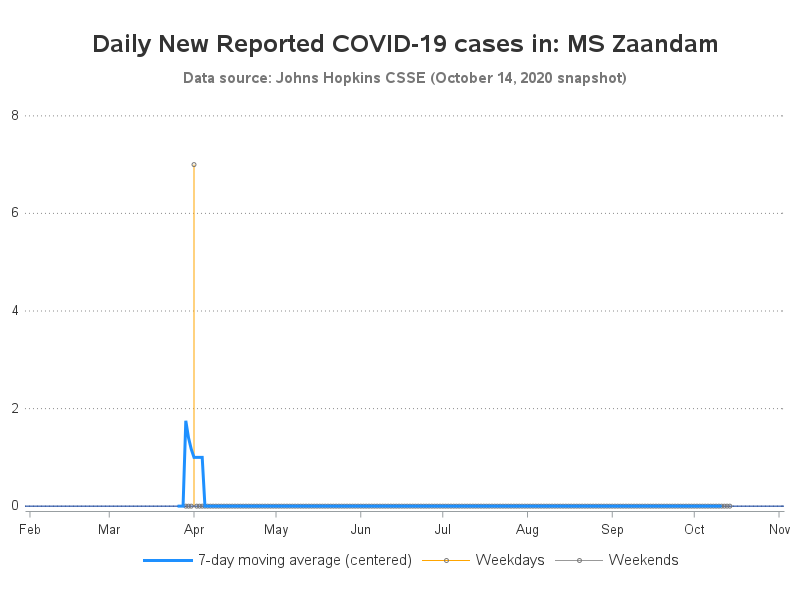 Daily New Reported COVID-19 cases in: MS Zaandam
Data source: Johns Hopkins CSSE (October 14, 2020 snapshot)
8
6
4
2
0
Feb Mar Apr May Jun Jul Aug Sep Oct Nov
7-day moving average (centered) Weekdays Weekends